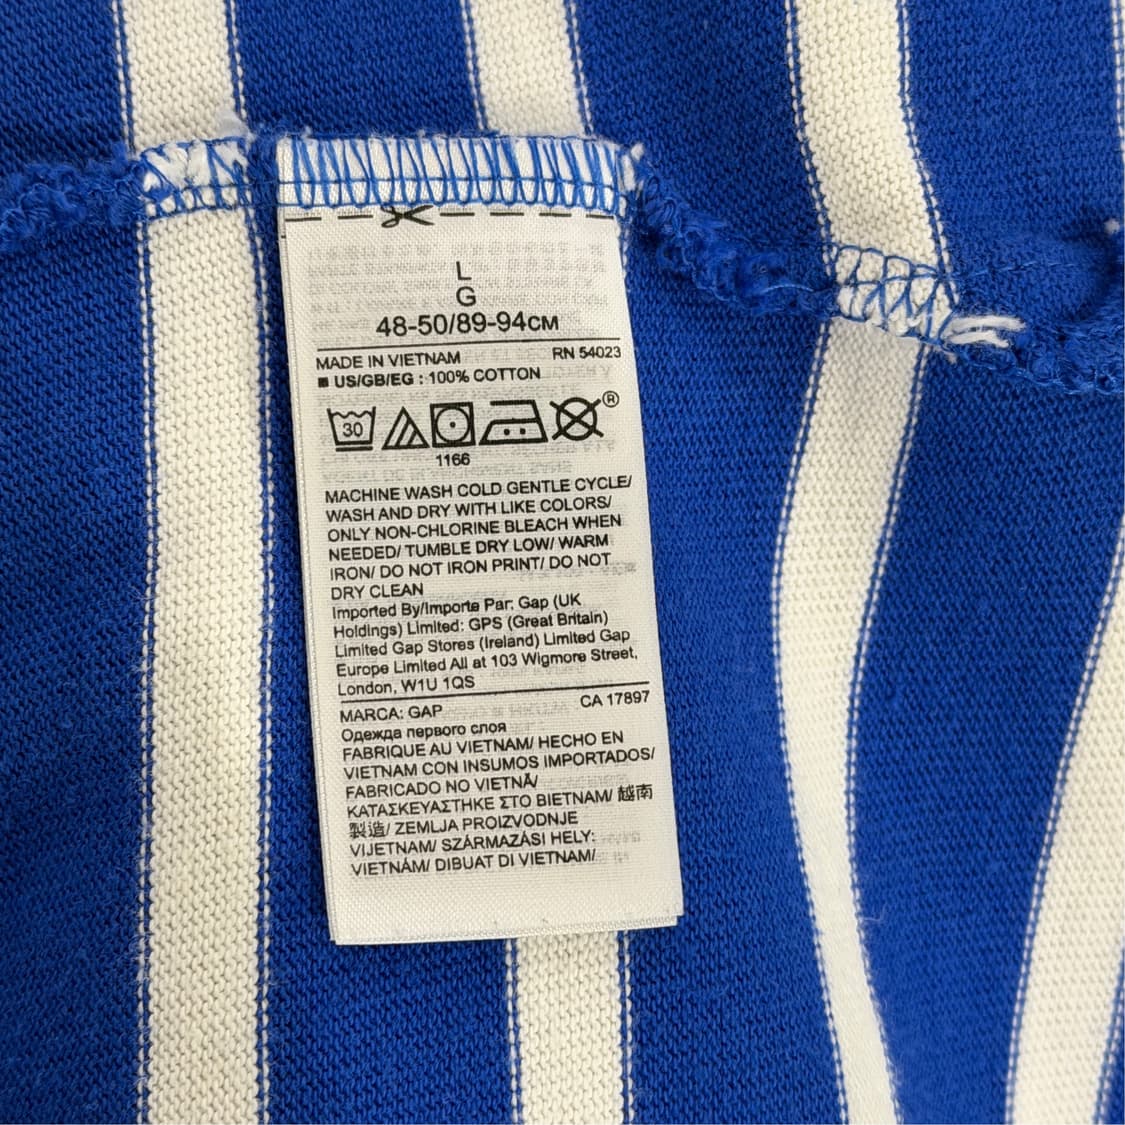 L
G
48-50/89-94CM
MADE IN VIETNAM RN 54023
■ US/GB/EG : 100% COTTON
30 ®
1166
MACHINE WASH COLD GENTLE CYCLE/
WASH AND DRY WITH LIKE COLORS/
ONLY NON-CHLORINE BLEACH WHEN
NEEDED/ TUMBLE DRY LOW/ WARM
IRON/ DO NOT IRON PRINT/ DO NOT
DRY CLEAN
Imported By/Importe Par: Gap (UK
Holdings) Limited: GPS (Great Britain)
Limited Gap Stores (Ireland) Limited Gap
Europe Limited All at 103 Wigmore Street,
London, W1U 1QS
MARCA: GAP CA 17897
Одежда первого слоя
FABRIQUE AU VIETNAM/ HECHO EN
VIETNAM CON INSUMOS IMPORTADOS/
FABRICADO NO VIETNÃ/
ΚΑΤΑΣΚΕΥΑΣΤΗΚΕ ΣΤΟ ΒΙΕΤΝΑΜ/ 越南
製造/ ZEMLJA PROIZVODNJE
VIJETNAM/ SZÁRMAZÁSI HELY:
VIETNÁM/ DIBUAT DI VIETNAM/